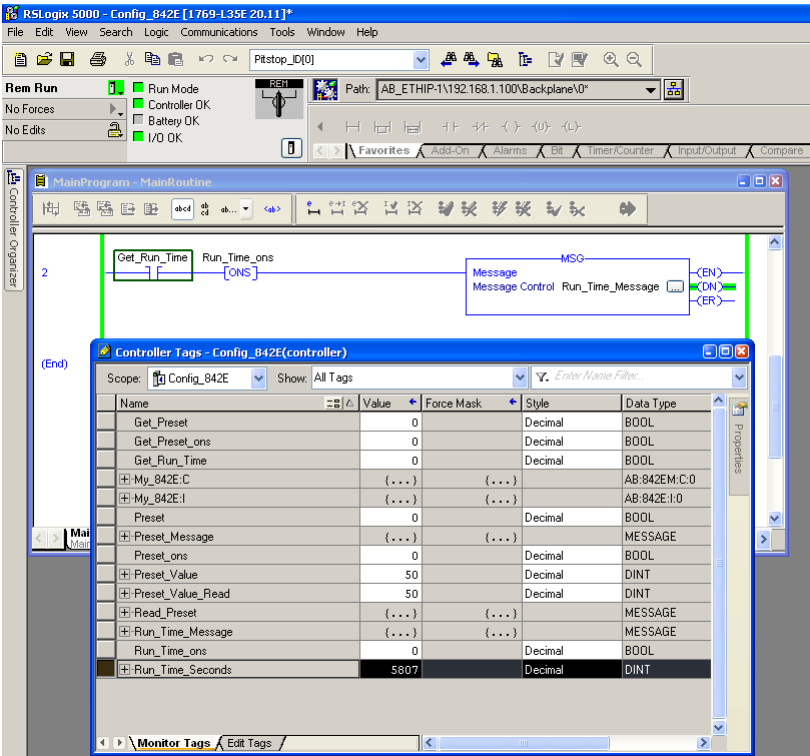 RSLogix 5000 - Config_842E [1769-L35E 20.11]*
File Edit View Search Logic Communications Tools Window Help
Pitstop_ID[0]
Rem Run
Run Mode
Controller OK
Battery OK
I/O OK
No Forces
No Edits
REM
Path: AB_ETHIP-1\192.168.1.100\Backplane\0*
Favorites Add-On Alarms Bit Timer/Counter Input/Output Compare
Controller Organizer
MainProgram - MainRoutine
abcd ab cd ab... <ab>
Get_Run_Time Run_Time_ons MSG
2 ONS Message EN
Message Control Run_Time_Message ... DN
ER
(End)
Controller Tags - Config_842E(controller)
Scope: Config_842E Show: All Tags Enter Name Filter...
Name Value Force Mask Style Data Type
Get_Preset 0 Decimal BOOL
Get_Preset_ons 0 Decimal BOOL
Get_Run_Time 0 Decimal BOOL
My_842E:C {...} {...} AB:842EM:C:0
My_842E:I {...} {...} AB:842E:I:0
Preset 0 Decimal BOOL
Preset_Message {...} {...} MESSAGE
Preset_ons 0 Decimal BOOL
Preset_Value 50 Decimal DINT
Preset_Value_Read 50 Decimal DINT
Read_Preset {...} {...} MESSAGE
Run_Time_Message {...} {...} MESSAGE
Run_Time_ons 0 Decimal BOOL
Run_Time_Seconds 5807 Decimal DINT
Properties
Mai
Monitor Tags Edit Tags